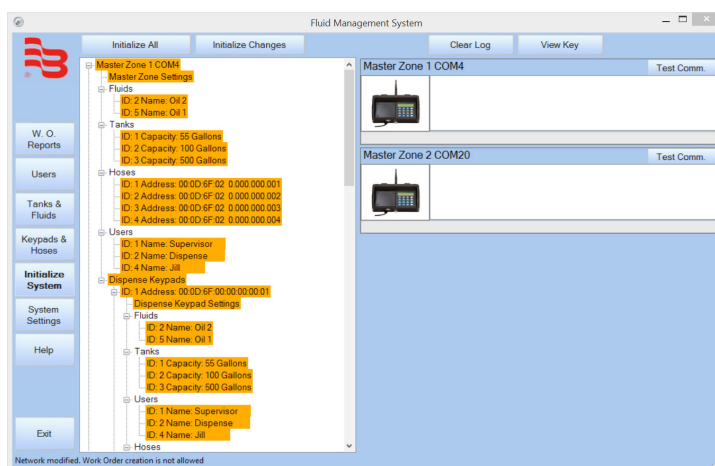 Fluid Management System
Initialize All
Initialize Changes
Clear Log
View Key
W. O.
Reports
Users
Tanks &
Fluids
Keypads &
Hoses
Initialize
System
System
Settings
Help
Exit
Master Zone 1 COM4
Master Zone Settings
Fluids
ID: 2 Name: Oil 2
ID: 5 Name: Oil 1
Tanks
ID: 1 Capacity: 55 Gallons
ID: 2 Capacity: 100 Gallons
ID: 3 Capacity: 500 Gallons
Hoses
ID: 1 Address: 00:0D:6F:02 0.000.000.001
ID: 2 Address: 00:0D:6F:02 0.000.000.002
ID: 3 Address: 00:0D:6F:02 0.000.000.003
ID: 4 Address: 00:0D:6F:02 0.000.000.004
Users
ID: 1 Name: Supervisor
ID: 2 Name: Dispense
ID: 4 Name: Jill
Dispense Keypads
ID: 1 Address: 00:0D:6F:00:00:00:00:01
Dispense Keypad Settings
Fluids
ID: 2 Name: Oil 2
ID: 5 Name: Oil 1
Tanks
ID: 1 Capacity: 55 Gallons
ID: 2 Capacity: 100 Gallons
ID: 3 Capacity: 500 Gallons
Users
ID: 1 Name: Supervisor
ID: 2 Name: Dispense
ID: 4 Name: Jill
Hoses
Master Zone 1 COM4
Test Comm.
Master Zone 2 COM20
Test Comm.
Network modified. Work Order creation is not allowed